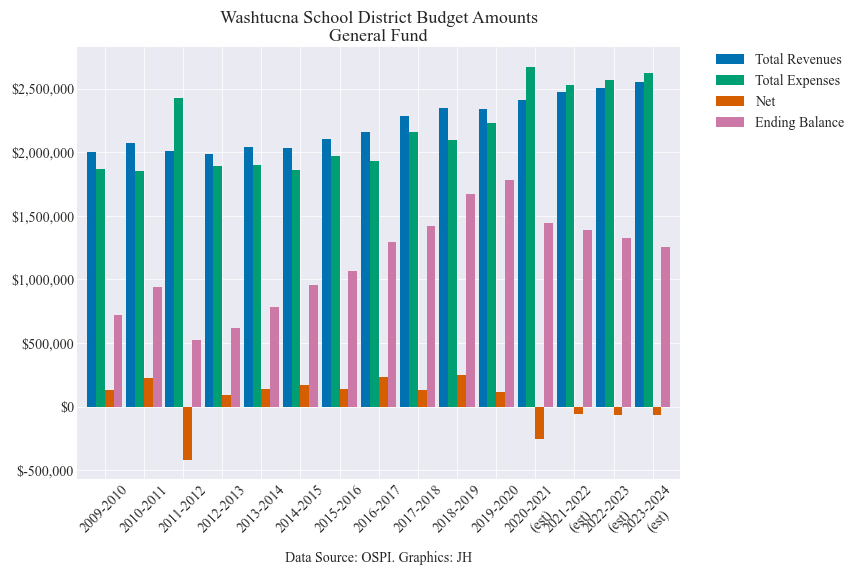 Washtucna School District Budget Amounts
General Fund
Total Revenues
Total Expenses
Net
Ending Balance
$2,500,000
$2,000,000
$1,500,000
$1,000,000
$500,000
$0
$-500,000
2009-2010
2010-2011
2011-2012
2012-2013
2013-2014
2014-2015
2015-2016
2016-2017
2017-2018
2018-2019
2019-2020
2020-2021
(est)
2021-2022
(est)
2022-2023
(est)
2023-2024
(est)
Data Source: OSPI. Graphics: JH